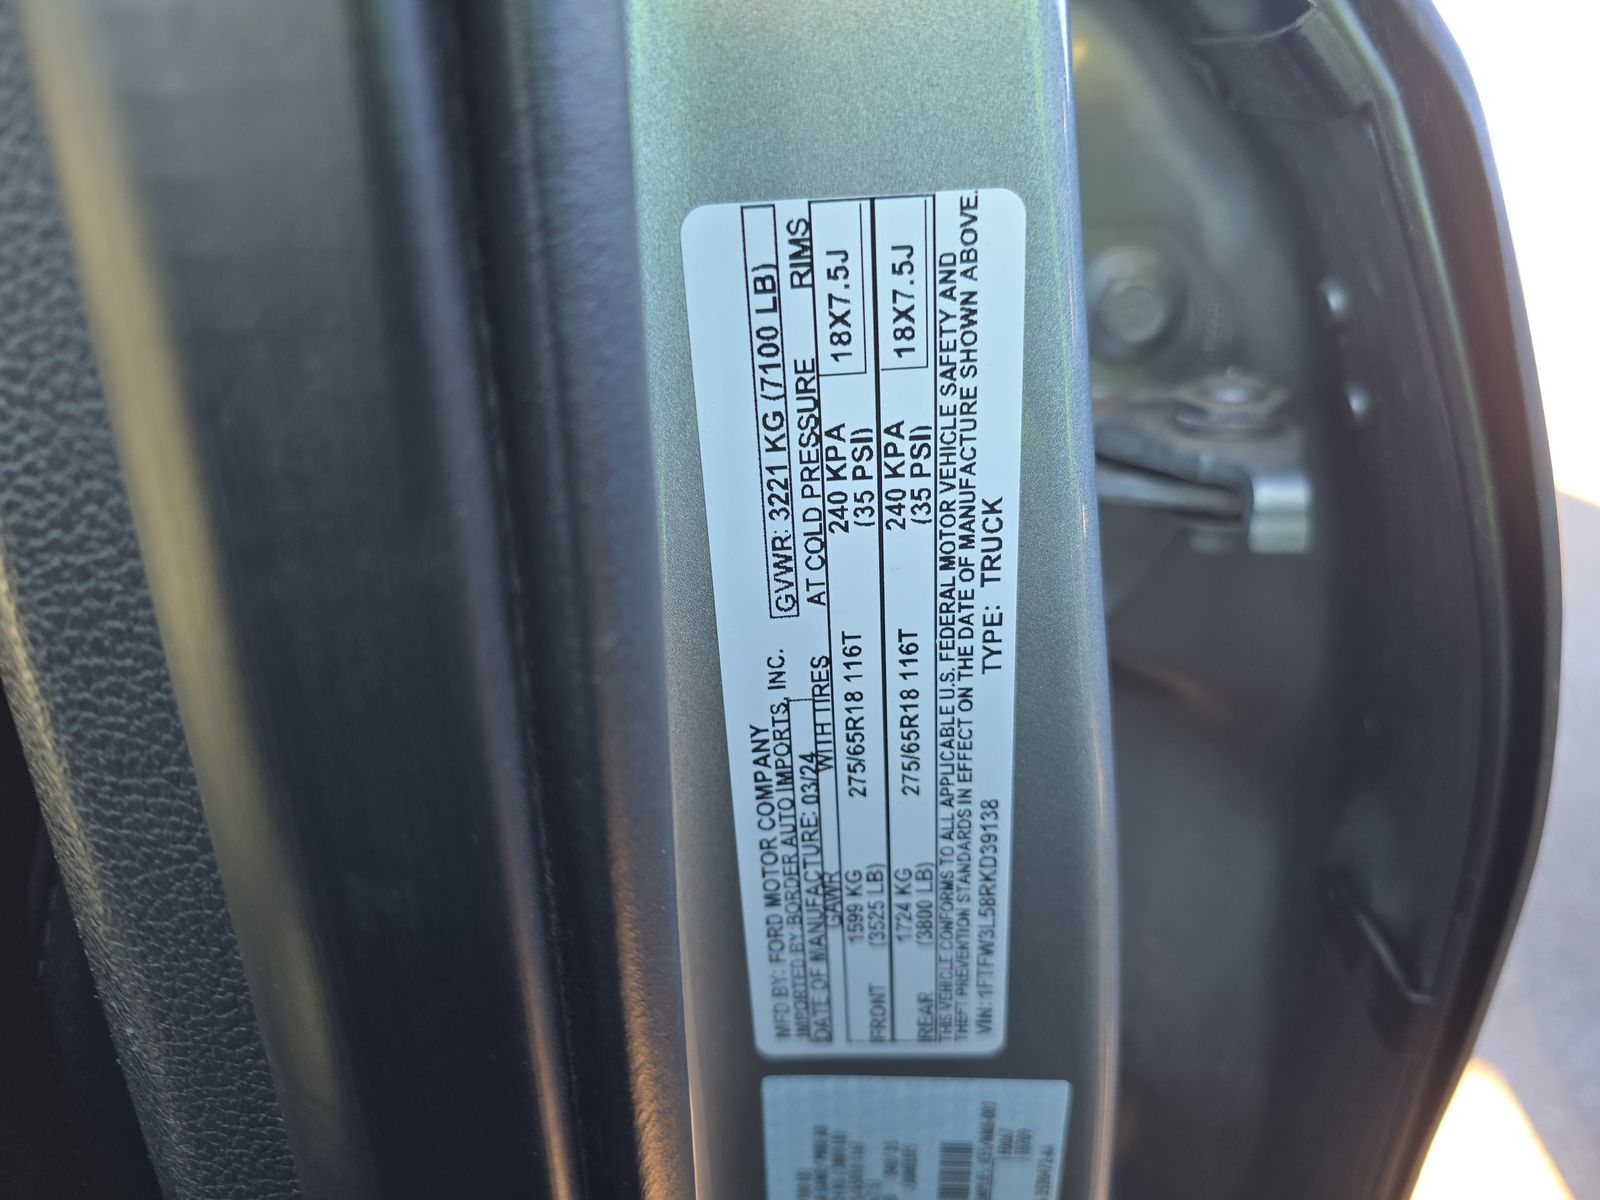 MFD BY: FORD MOTOR COMPANY
IMPORTED BY: BORDER AUTO IMPORTS, INC.
DATE OF MANUFACTURE: 03/24 GVWR: 3221 KG (7100 LB)
GAWR WITH TIRES AT COLD PRESSURE RIMS
FRONT 1599 KG 275/65R18 116T 240 KPA 18X7.5J
(3525 LB) (35 PSI)
REAR 1724 KG 275/65R18 116T 240 KPA 18X7.5J
(3800 LB) (35 PSI)
THIS VEHICLE CONFORMS TO ALL APPLICABLE U.S. FEDERAL MOTOR VEHICLE SAFETY AND
THEFT PREVENTION STANDARDS IN EFFECT ON THE DATE OF MANUFACTURE SHOWN ABOVE.
VIN: 1FTFW3L58RKD39138 TYPE: TRUCK